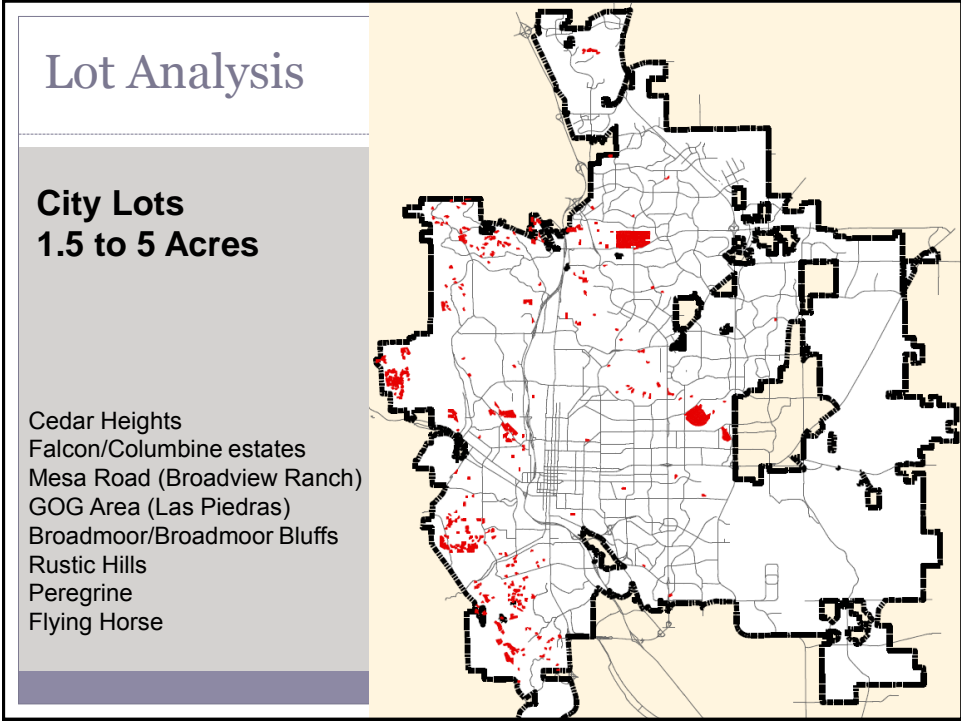 Lot Analysis
City Lots
1.5 to 5 Acres
Cedar Heights
Falcon/Columbine estates
Mesa Road (Broadview Ranch)
GOG Area (Las Piedras)
Broadmoor/Broadmoor Bluffs
Rustic Hills
Peregrine
Flying Horse